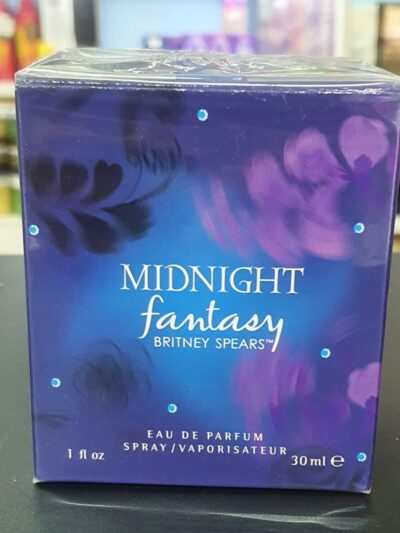 MIDNIGHT
fantasy
BRITNEY SPEARS™
EAU DE PARFUM
SPRAY/VAPORISATEUR
1 fl oz 30ml ℮